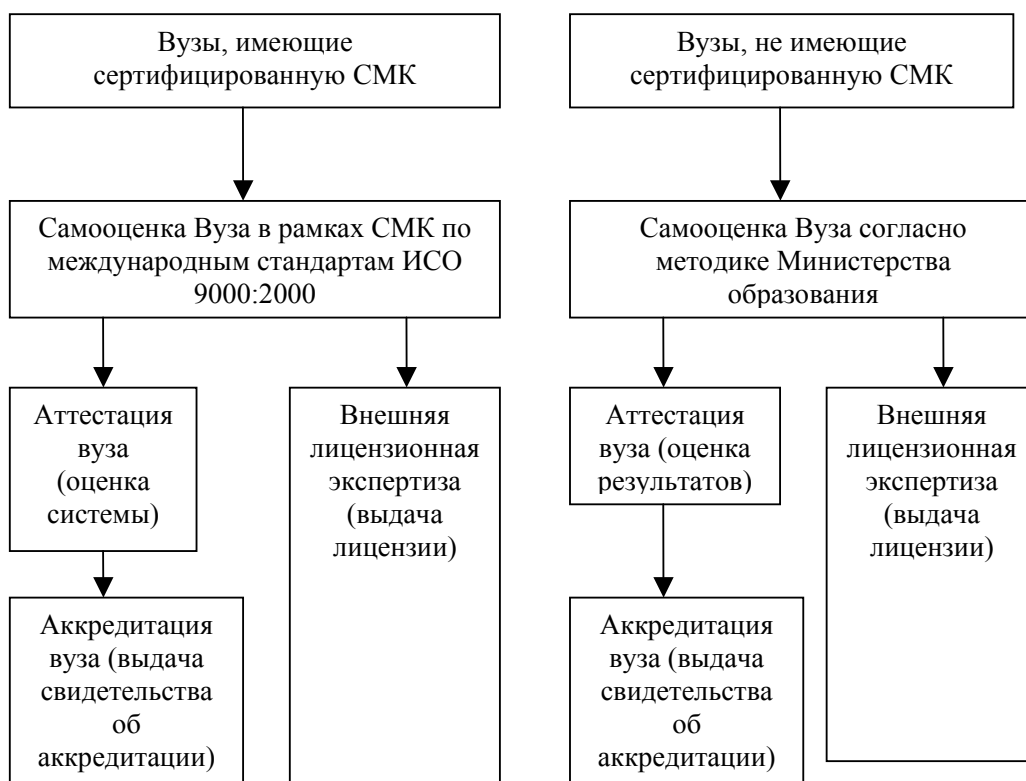 Вузы, имеющие
сертифицированную СМК
Вузы, не имеющие
сертифицированную СМК
Самооценка Вуза в рамках СМК по
международным стандартам ИСО
9000:2000
Самооценка Вуза согласно
методике Министерства
образования
Аттестация
вуза
(оценка
системы)
Внешняя
лицензионная
экспертиза
(выдача
лицензии)
Аттестация
вуза (оценка
результатов)
Внешняя
лицензионная
экспертиза
(выдача
лицензии)
Аккредитация
вуза (выдача
свидетельства
об
аккредитации)
Аккредитация
вуза (выдача
свидетельства
об
аккредитации)